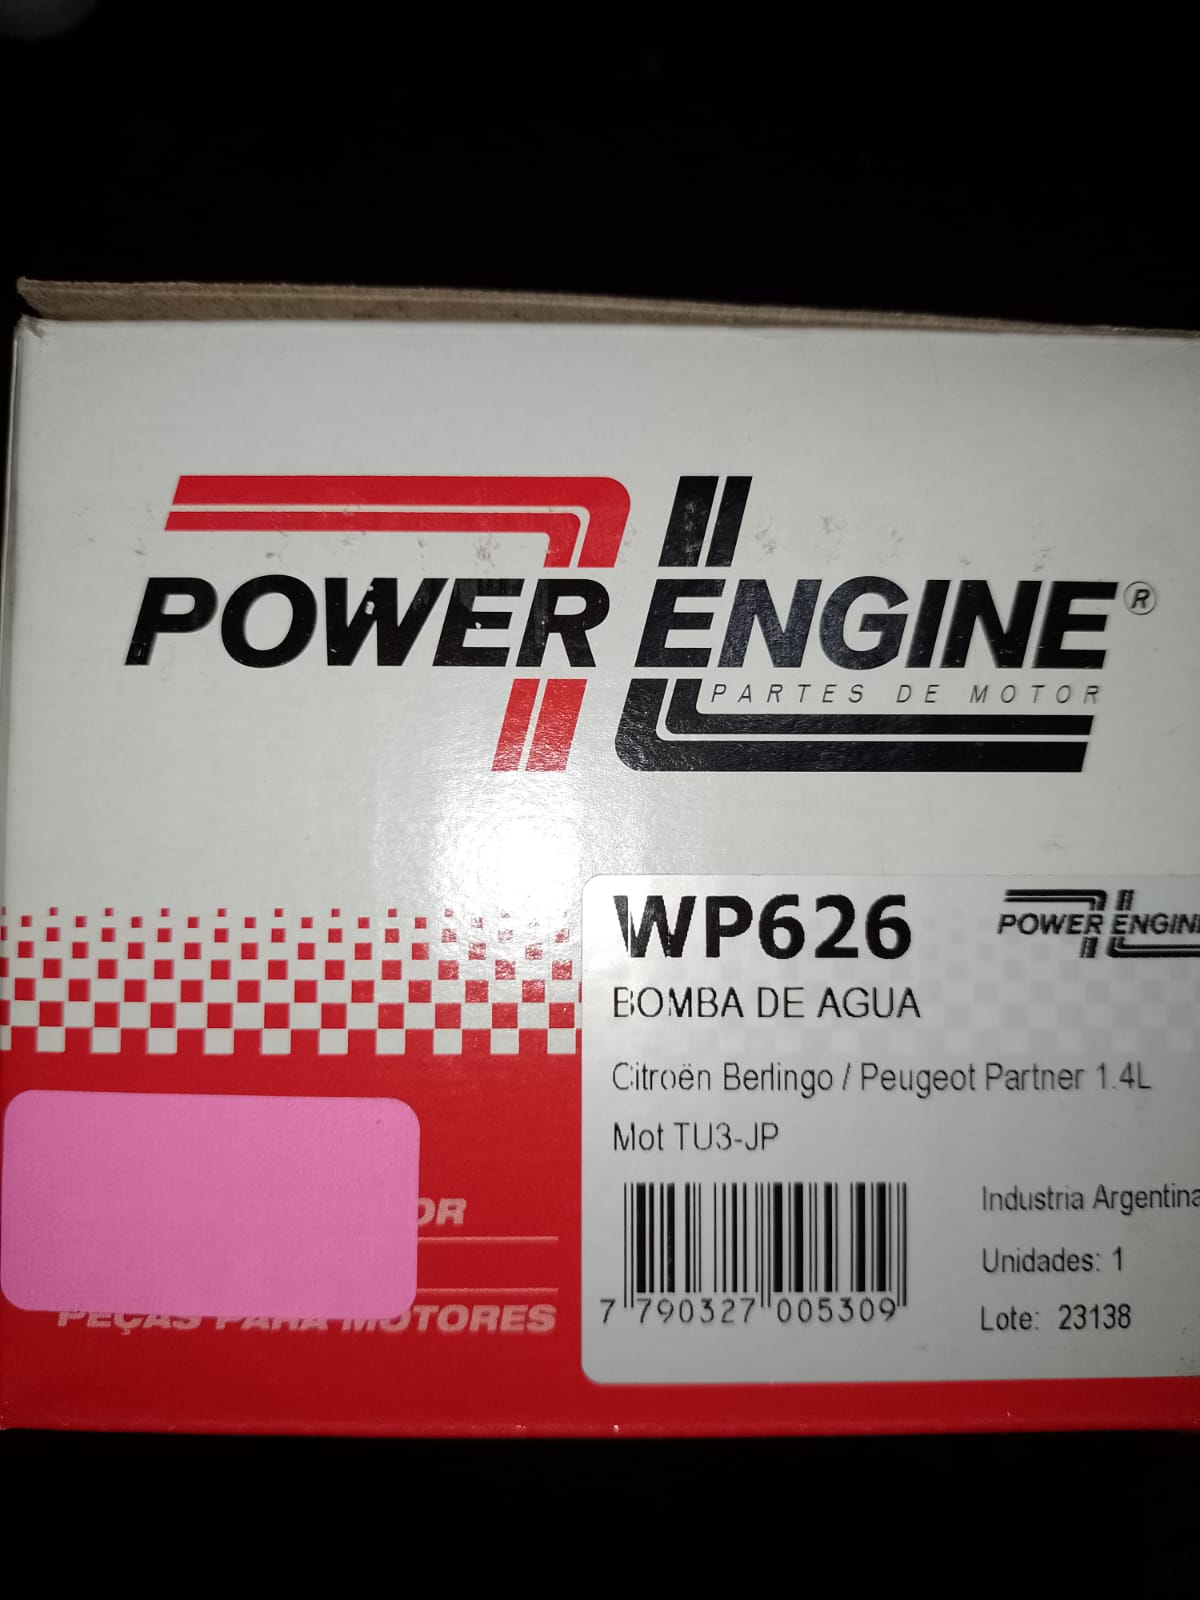 POWER ENGINE®
PARTES DE MOTOR
WP626
POWER ENGINE
BOMBA DE AGUA
Citroën Berlingo / Peugeot Partner 1.4L
Mot TU3-JP
7 790327 005309
Industria Argentina
Unidades: 1
Lote: 23138
PEÇAS PARA MOTORES